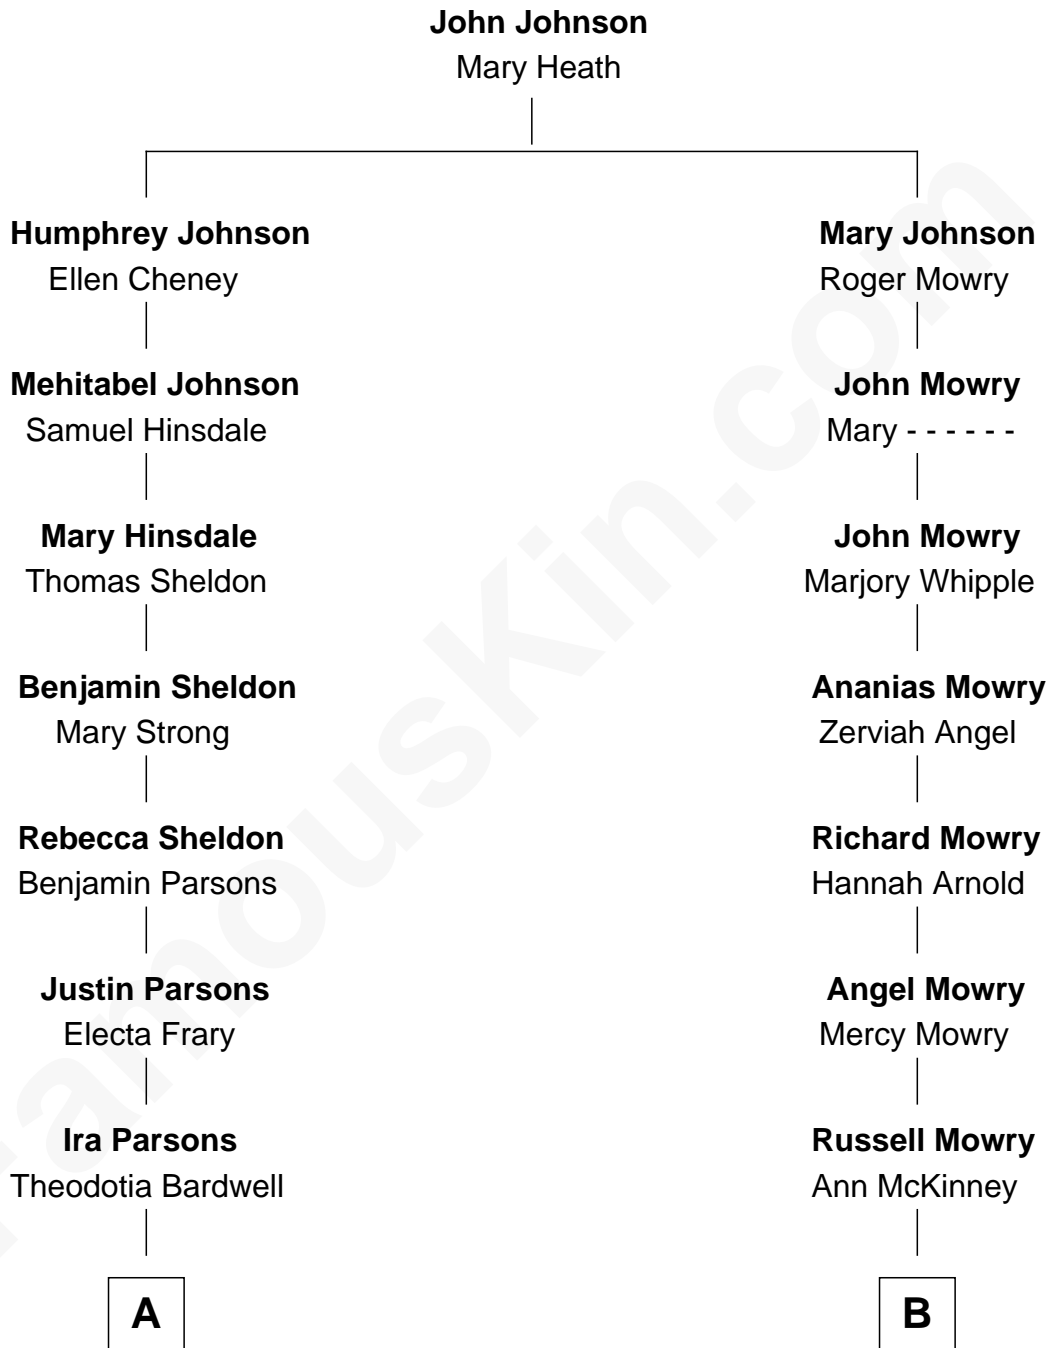 John Johnson
Mary Heath
Humphrey Johnson
Mary Johnson
Ellen Cheney
Roger Mowry
Mehitabel Johnson
John Mowry
Samuel Hinsdale
Mary - - - - - -
Mary Hinsdale
John Mowry
Thomas Sheldon
Marjory Whipple
Benjamin Sheldon
Ananias Mowry
Mary Strong
Zerviah Angel
Rebecca Sheldon
Richard Mowry
Benjamin Parsons
Hannah Arnold
Justin Parsons
Angel Mowry
Electa Frary
Mercy Mowry
Ira Parsons
Russell Mowry
Theodotia Bardwell
Ann McKinney
A
B
FamousKin.com